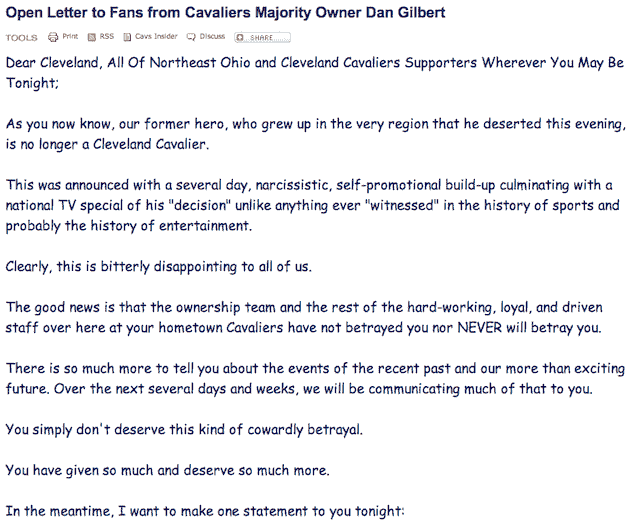 Open Letter to Fans from Cavaliers Majority Owner Dan Gilbert
TOOLS Print RSS Cavs Insider Discuss SHARE
Dear Cleveland, All Of Northeast Ohio and Cleveland Cavaliers Supporters Wherever You May Be
Tonight;
As you now know, our former hero, who grew up in the very region that he deserted this evening,
is no longer a Cleveland Cavalier.
This was announced with a several day, narcissistic, self-promotional build-up culminating with a
national TV special of his "decision" unlike anything ever "witnessed" in the history of sports and
probably the history of entertainment.
Clearly, this is bitterly disappointing to all of us.
The good news is that the ownership team and the rest of the hard-working, loyal, and driven
staff over here at your hometown Cavaliers have not betrayed you nor NEVER will betray you.
There is so much more to tell you about the events of the recent past and our more than exciting
future. Over the next several days and weeks, we will be communicating much of that to you.
You simply don't deserve this kind of cowardly betrayal.
You have given so much and deserve so much more.
In the meantime, I want to make one statement to you tonight: